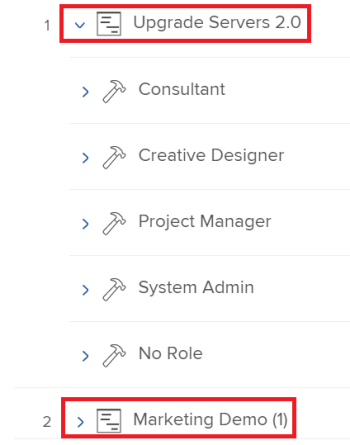 1 Upgrade Servers 2.0
Consultant
Creative Designer
Project Manager
System Admin
No Role
2 Marketing Demo (1)